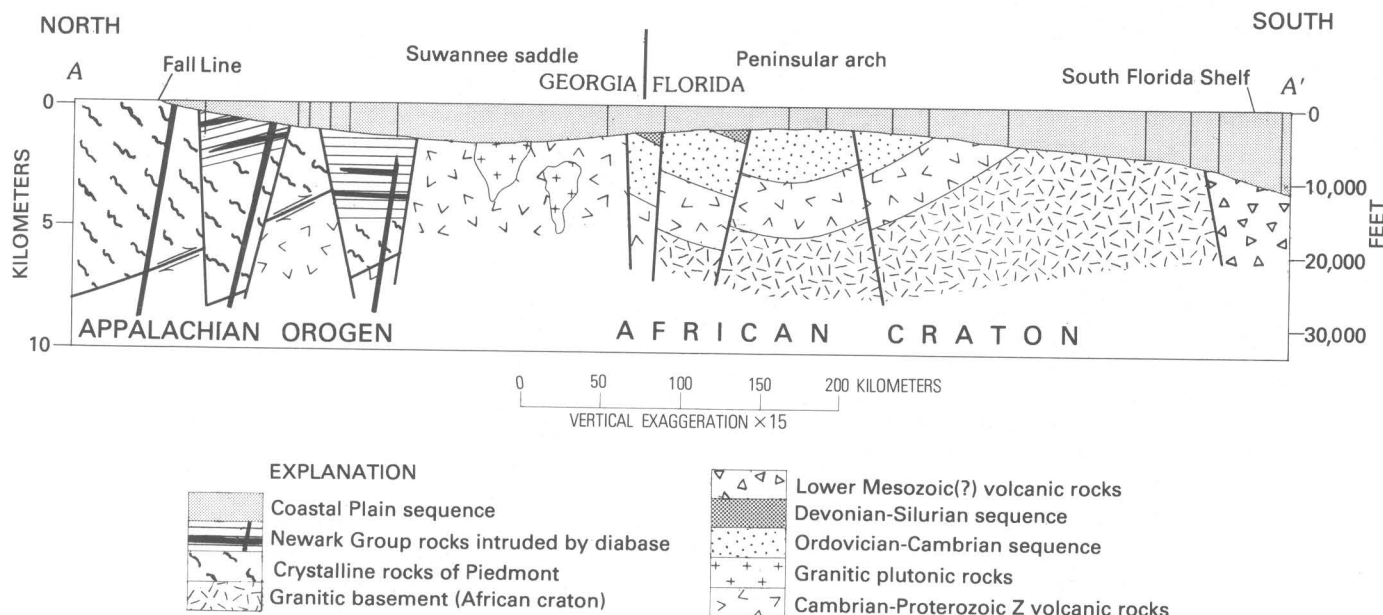 NORTH
SOUTH
Fall Line
Suwannee saddle
Peninsular arch
South Florida Shelf
A
GEORGIA
FLORIDA
A'
0
5
10
KILOMETERS
0
10,000
20,000
30,000
FEET
APPALACHIAN OROGEN
AFRICAN CRATON
0 50 100 150 200 KILOMETERS
VERTICAL EXAGGERATION ×15
EXPLANATION
Coastal Plain sequence
Newark Group rocks intruded by diabase
Crystalline rocks of Piedmont
Granitic basement (African craton)
Lower Mesozoic(?) volcanic rocks
Devonian-Silurian sequence
Ordovician-Cambrian sequence
Granitic plutonic rocks
Cambrian-Proterozoic Z volcanic rocks